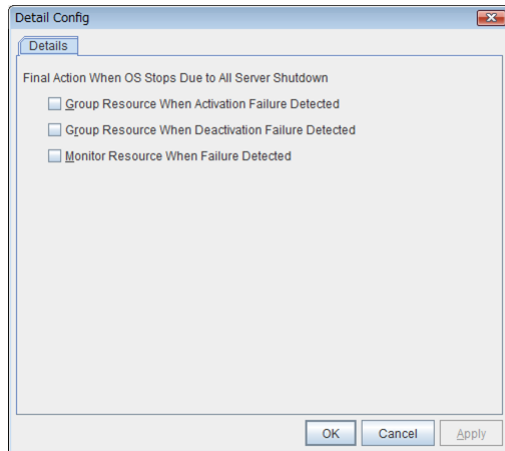 Detail Config
Details
Final Action When OS Stops Due to All Server Shutdown
Group Resource When Activation Failure Detected
Group Resource When Deactivation Failure Detected
Monitor Resource When Failure Detected
OK Cancel Apply